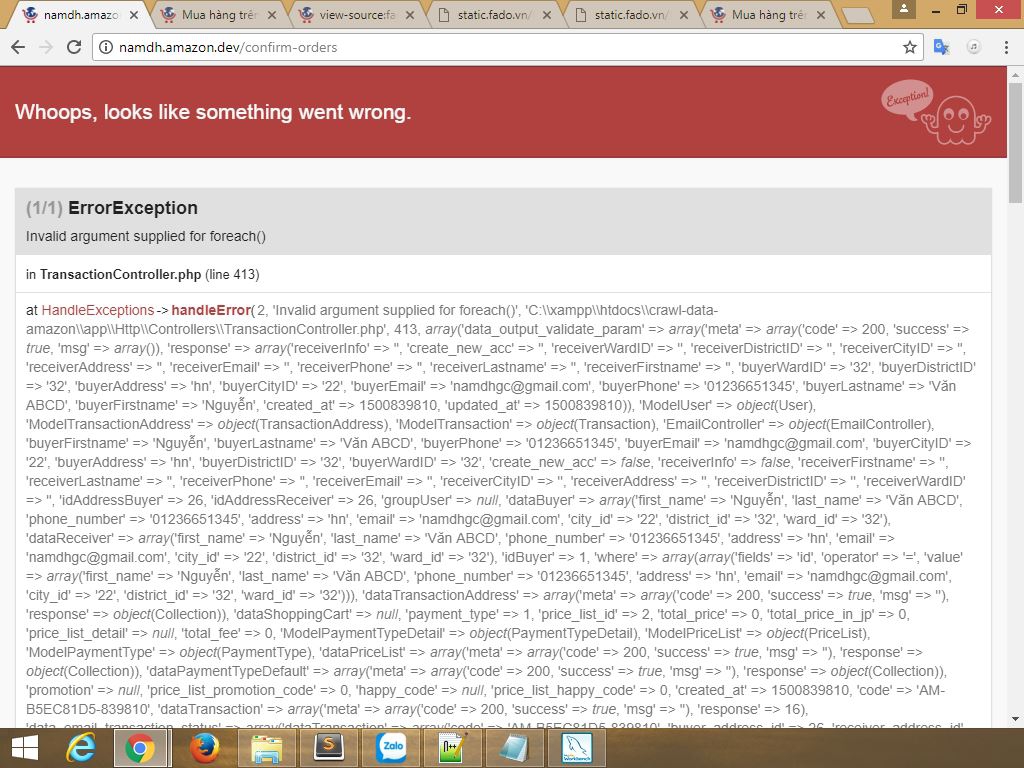 namdh.amazo
Mua hàng trên
view-source:fa
static.fado.vn/
static.fado.vn/
Mua hàng trên
namdh.amazon.dev/confirm-orders
Whoops, looks like something went wrong.
Exception!
(1/1) ErrorException
Invalid argument supplied for foreach()
in TransactionController.php (line 413)
at HandleExceptions->handleError(2, 'Invalid argument supplied for foreach()', 'C:\\xampp\\htdocs\\crawl-data-
amazon\\app\\Http\\Controllers\\TransactionController.php', 413, array('data_output_validate_param' => array('meta' => array('code' => 200, 'success' =>
true, 'msg' => array()), 'response' => array('receiverInfo' => '', 'create_new_acc' => '', 'receiverWardID' => '', 'receiverDistrictID' => '', 'receiverCityID' => '',
'receiverAddress' => '', 'receiverEmail' => '', 'receiverPhone' => '', 'receiverLastname' => '', 'receiverFirstname' => '', 'buyerWardID' => '32', 'buyerDistrictID'
=> '32', 'buyerAddress' => 'hn', 'buyerCityID' => '22', 'buyerEmail' => 'namdhgc@gmail.com', 'buyerPhone' => '01236651345', 'buyerLastname' => 'Văn
ABCD', 'buyerFirstname' => 'Nguyễn', 'created_at' => 1500839810, 'updated_at' => 1500839810)), 'ModelUser' => object(User),
'ModelTransactionAddress' => object(TransactionAddress), 'ModelTransaction' => object(Transaction), 'EmailController' => object(EmailController),
'buyerFirstname' => 'Nguyễn', 'buyerLastname' => 'Văn ABCD', 'buyerPhone' => '01236651345', 'buyerEmail' => 'namdhgc@gmail.com', 'buyerCityID' =>
'22', 'buyerAddress' => 'hn', 'buyerDistrictID' => '32', 'buyerWardID' => '32', 'create_new_acc' => false, 'receiverInfo' => false, 'receiverFirstname' => '',
'receiverLastname' => '', 'receiverPhone' => '', 'receiverEmail' => '', 'receiverCityID' => '', 'receiverAddress' => '', 'receiverDistrictID' => '', 'receiverWardID'
=> '', 'idAddressBuyer' => 26, 'idAddressReceiver' => 26, 'groupUser' => null, 'dataBuyer' => array('first_name' => 'Nguyễn', 'last_name' => 'Văn ABCD',
'phone_number' => '01236651345', 'address' => 'hn', 'email' => 'namdhgc@gmail.com', 'city_id' => '22', 'district_id' => '32', 'ward_id' => '32'),
'dataReceiver' => array('first_name' => 'Nguyễn', 'last_name' => 'Văn ABCD', 'phone_number' => '01236651345', 'address' => 'hn', 'email' =>
'namdhgc@gmail.com', 'city_id' => '22', 'district_id' => '32', 'ward_id' => '32'), 'idBuyer' => 1, 'where' => array(array('fields' => 'id', 'operator' => '=', 'value'
=> array('first_name' => 'Nguyễn', 'last_name' => 'Văn ABCD', 'phone_number' => '01236651345', 'address' => 'hn', 'email' => 'namdhgc@gmail.com',
'city_id' => '22', 'district_id' => '32', 'ward_id' => '32'))), 'dataTransactionAddress' => array('meta' => array('code' => 200, 'success' => true, 'msg' => ''),
'response' => object(Collection)), 'dataShoppingCart' => null, 'payment_type' => 1, 'price_list_id' => 2, 'total_price' => 0, 'total_price_in_jp' => 0,
'price_list_detail' => null, 'total_fee' => 0, 'ModelPaymentTypeDetail' => object(PaymentTypeDetail), 'ModelPriceList' => object(PriceList),
'ModelPaymentType' => object(PaymentType), 'dataPriceList' => array('meta' => array('code' => 200, 'success' => true, 'msg' => ''), 'response' =>
object(Collection)), 'dataPaymentTypeDefault' => array('meta' => array('code' => 200, 'success' => true, 'msg' => ''), 'response' => object(Collection)),
'promotion' => null, 'price_list_promotion_code' => 0, 'happy_code' => null, 'price_list_happy_code' => 0, 'created_at' => 1500839810, 'code' => 'AM-
B5EC81D5-839810', 'dataTransaction' => array('meta' => array('code' => 200, 'success' => true, 'msg' => ''), 'response' => 16),
'data_email_transaction_status' => array('dataTransaction' => array('code' => 'AM-B5EC81D5-839810', 'buyer_address_id' => 26, 'receiver_address_id'
Zalo
Workbench